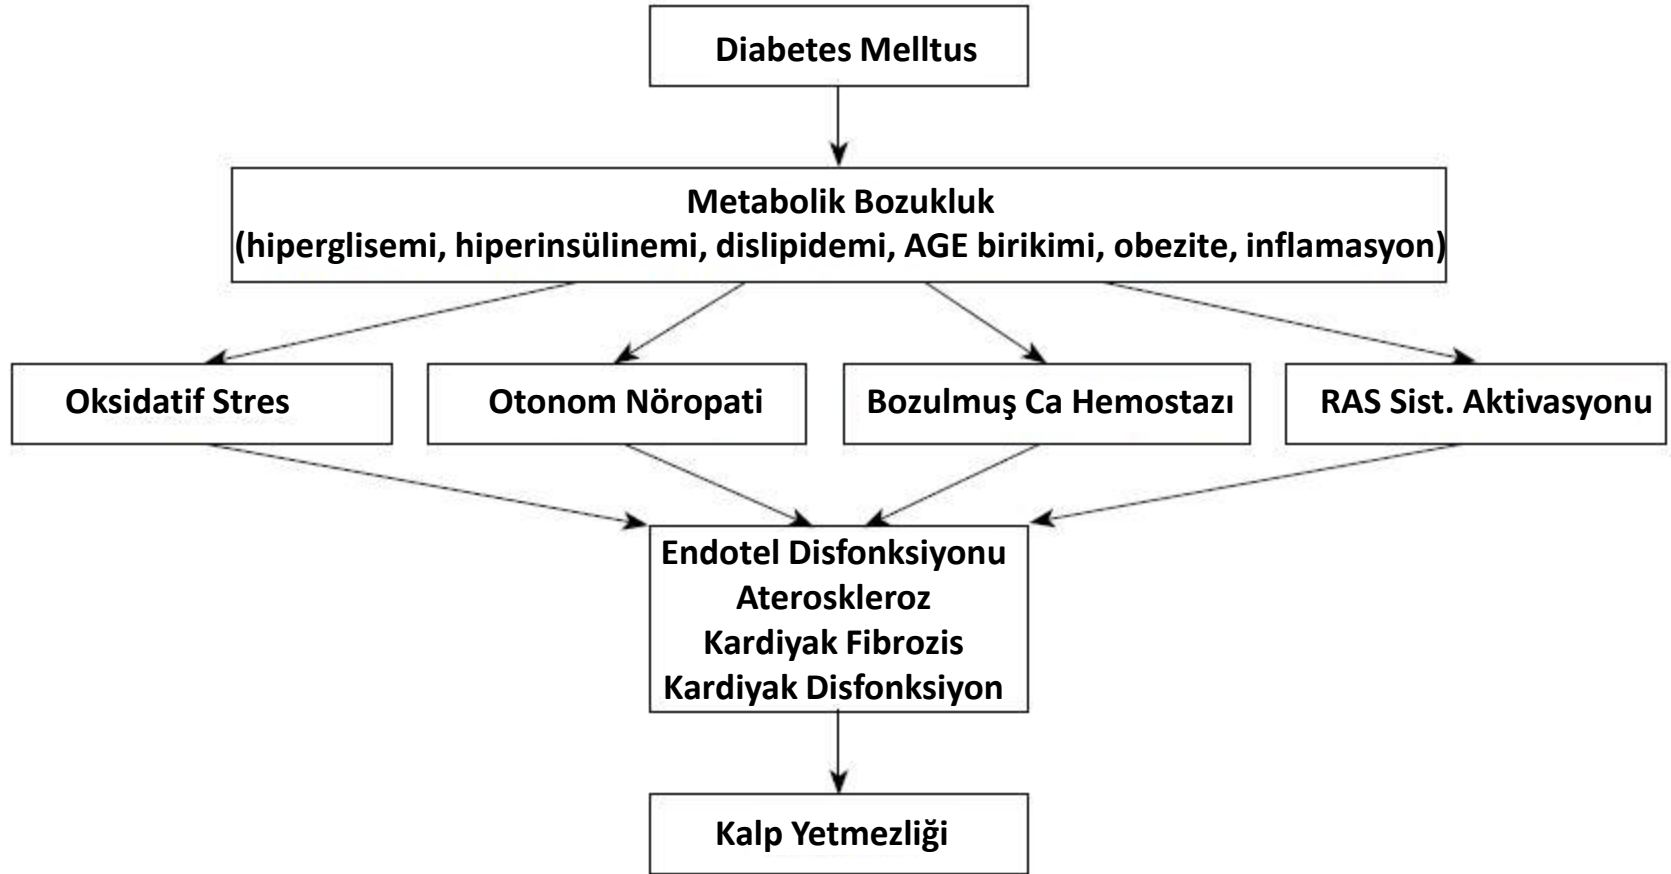 Diabetes Melltus
Metabolik Bozukluk
(hiperglisemi, hiperinsülinemi, dislipidemi, AGE birikimi, obezite, inflamasyon)
Oksidatif Stres
Otonom Nöropati
Bozulmuş Ca Hemostazı
RAS Sist. Aktivasyonu
Endotel Disfonksiyonu
Ateroskleroz
Kardiyak Fibrozis
Kardiyak Disfonksiyon
Kalp Yetmezliği